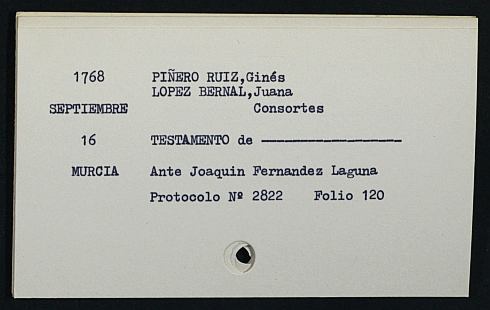 1768 PIÑERO RUIZ,Ginés
LOPEZ BERNAL,Juana
SEPTIEMBRE Consortes
16 TESTAMENTO de ------------------
MURCIA Ante Joaquin Fernandez Laguna
Protocolo Nº 2822 Folio 120